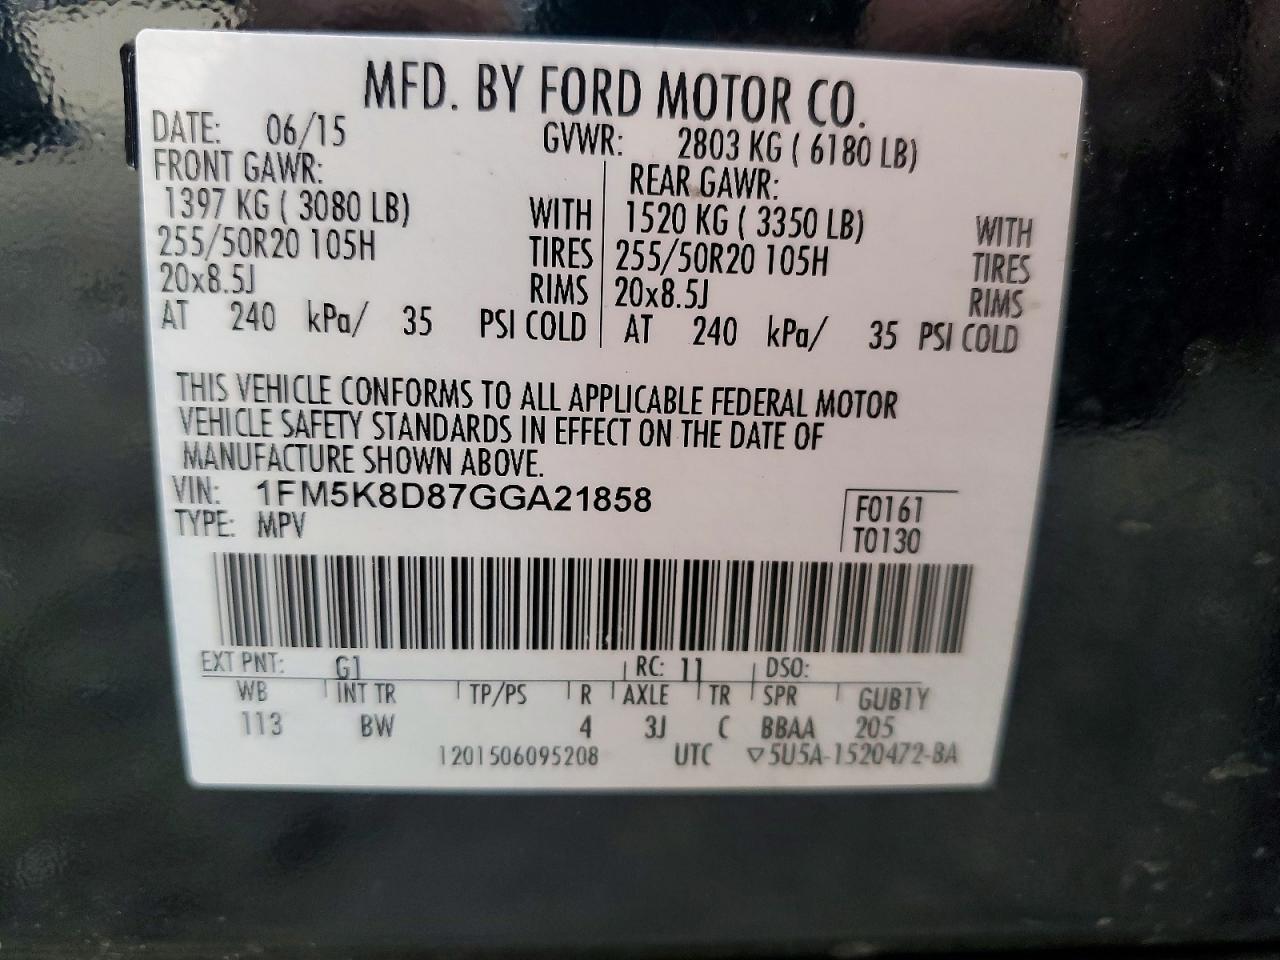 MFD. BY FORD MOTOR CO.
DATE: 06/15 GVWR: 2803 KG ( 6180 LB)
FRONT GAWR: REAR GAWR:
1397 KG ( 3080 LB) WITH 1520 KG ( 3350 LB) WITH
255/50R20 105H TIRES 255/50R20 105H TIRES
20x8.5J RIMS 20x8.5J RIMS
AT 240 kPa/ 35 PSI COLD AT 240 kPa/ 35 PSI COLD
THIS VEHICLE CONFORMS TO ALL APPLICABLE FEDERAL MOTOR
VEHICLE SAFETY STANDARDS IN EFFECT ON THE DATE OF
MANUFACTURE SHOWN ABOVE.
VIN: 1FM5K8D87GGA21858 F0161
TYPE: MPV T0130
EXT PNT: G1 RC: 11 DSO:
WB INT TR TP/PS R AXLE TR SPR GUB1Y
113 BW 4 3J C BBAA 205
1201506095208 UTC ▽5U5A-1520472-BA